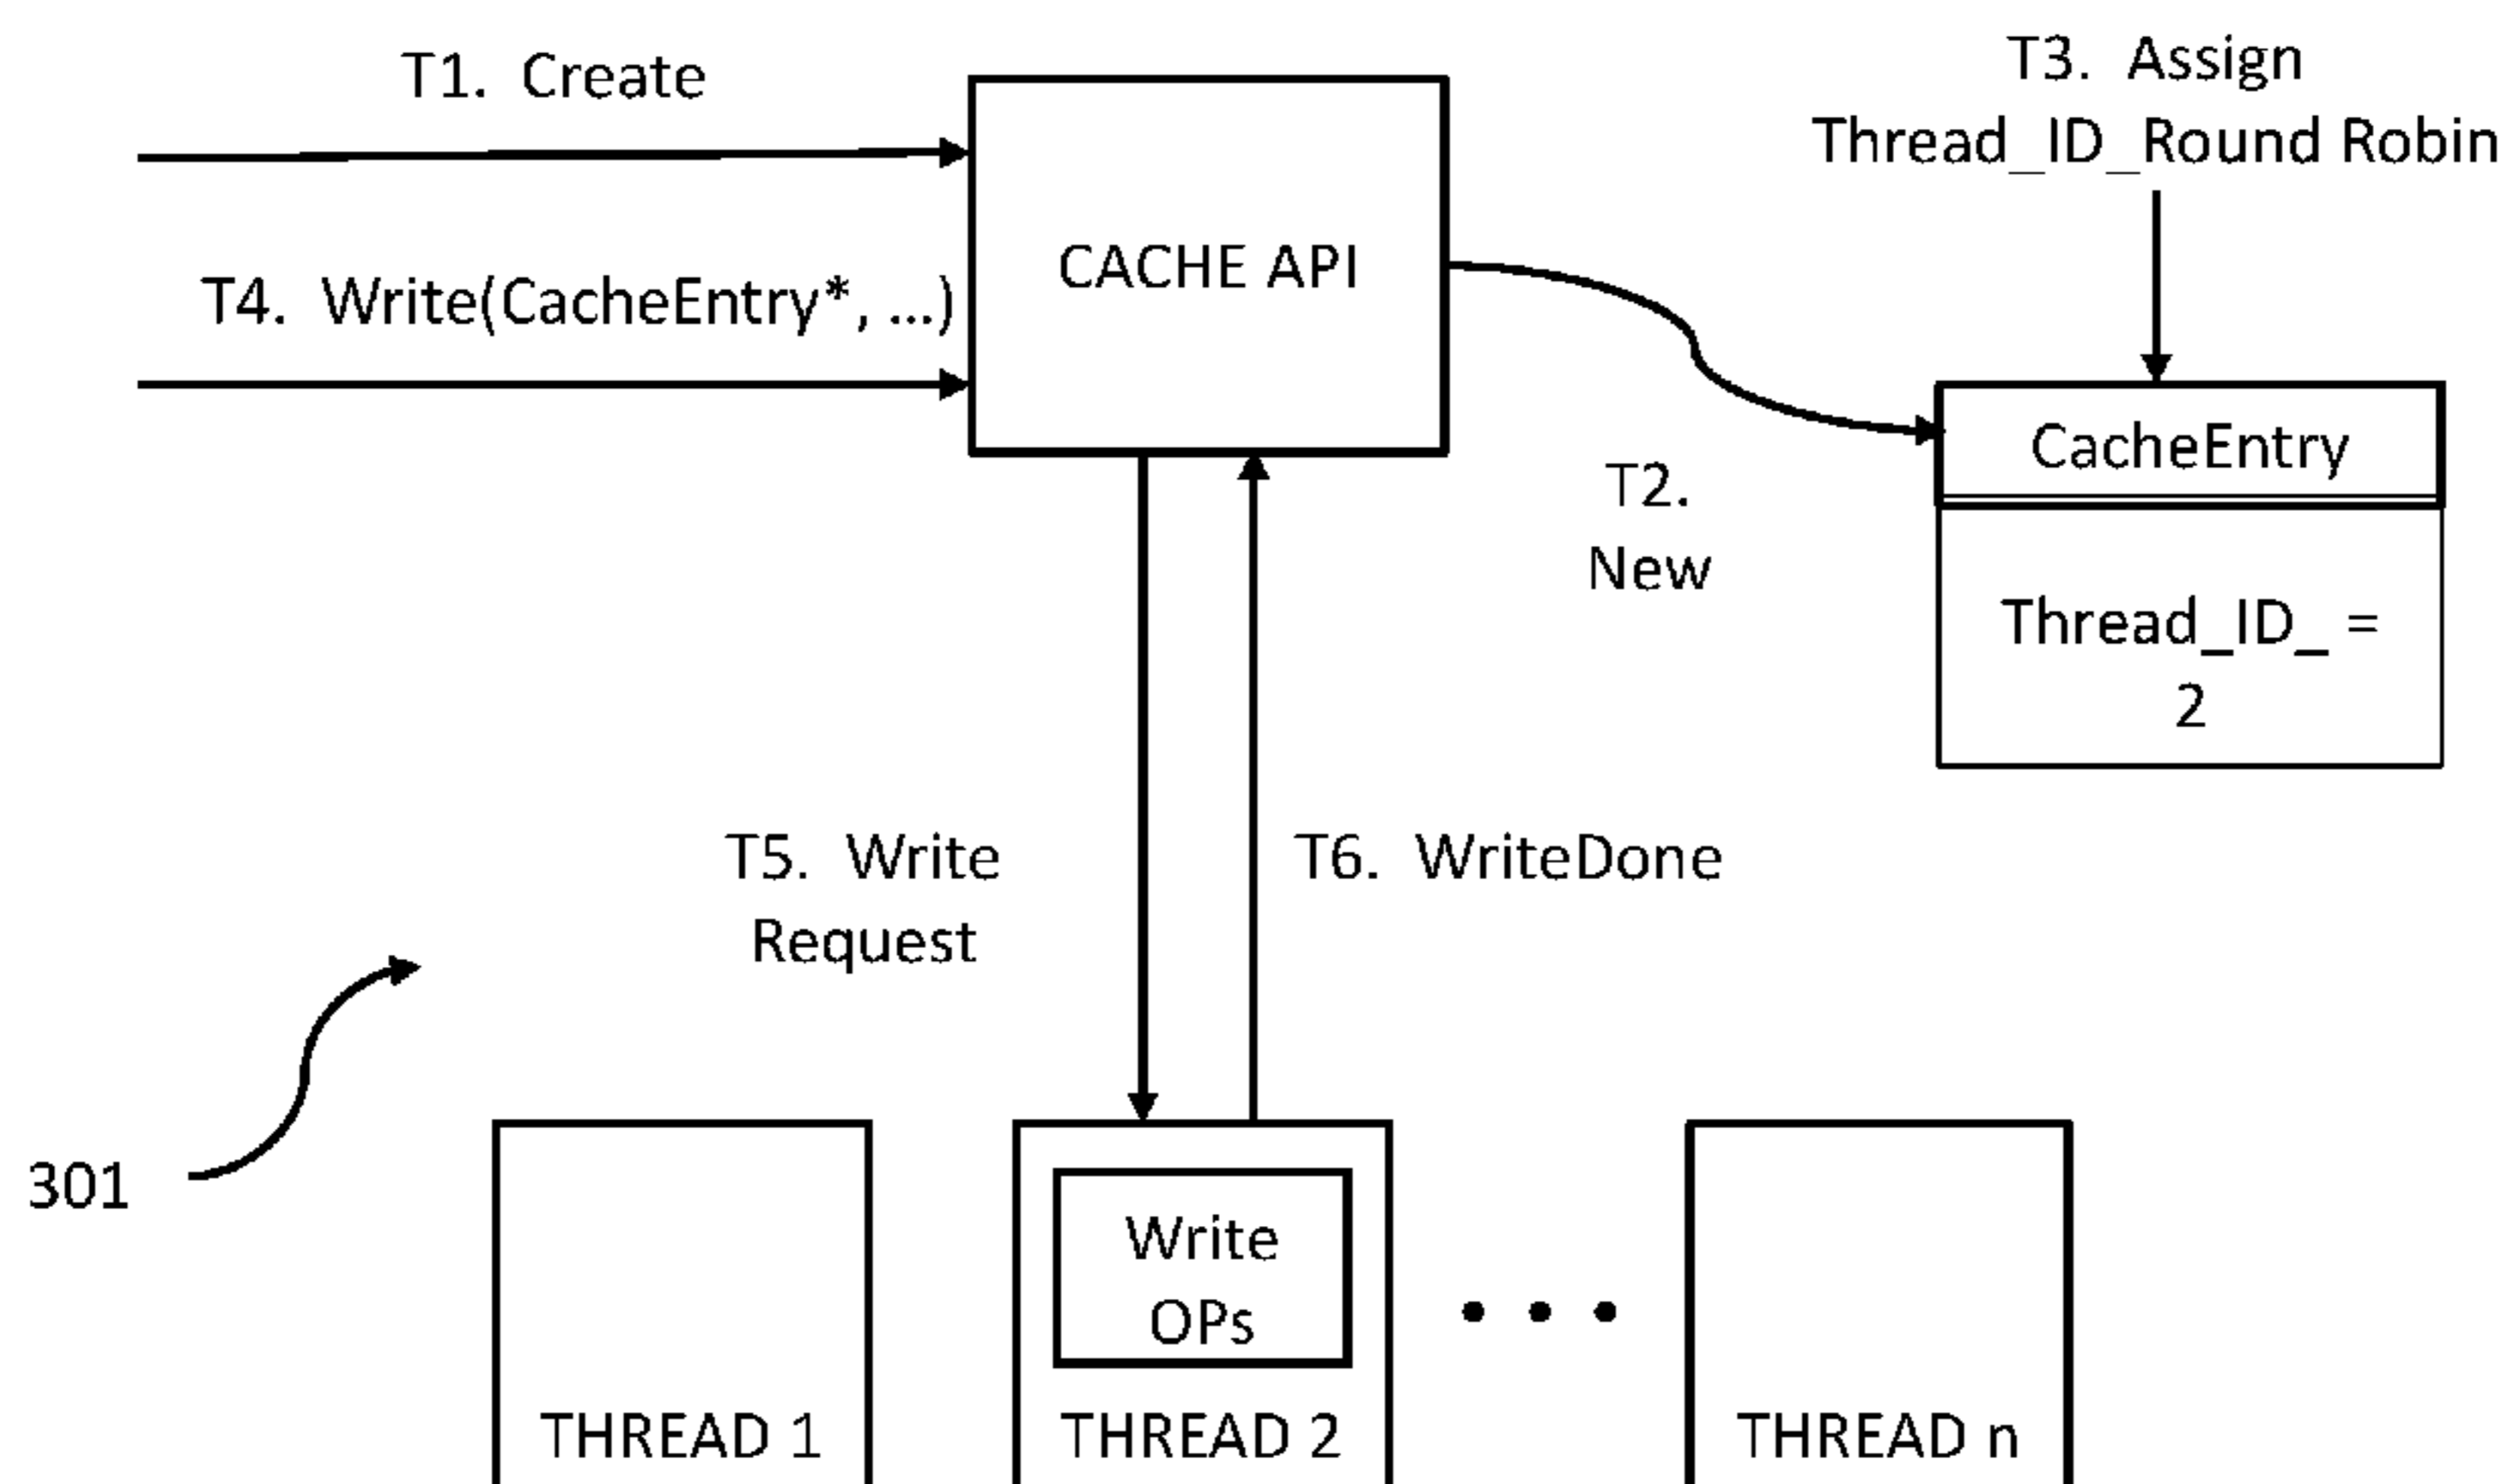 T1.  Create
T3.  Assign
Thread_ID_Round Robin
CACHE API
T4.  Write(CacheEntry*, ...)
CacheEntry
T2.
New
Thread_ID_ =
2
T5.  Write
Request
T6.  WriteDone
301
Write
OPs
THREAD 1
THREAD 2
THREAD n